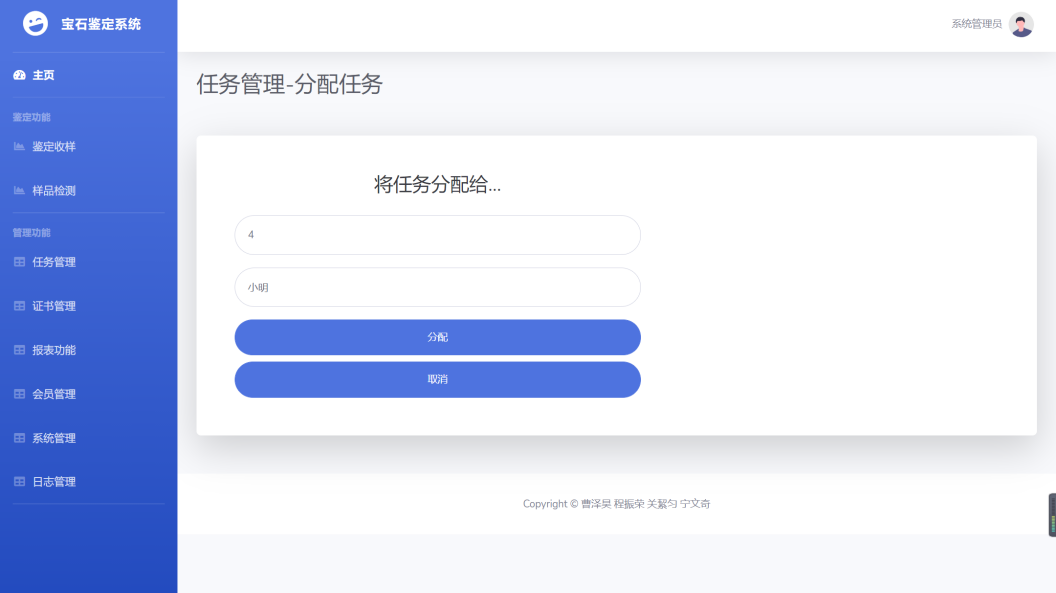 宝石鉴定系统
系统管理员
主页
鉴定功能
鉴定收样
样品检测
管理功能
任务管理
证书管理
报表功能
会员管理
系统管理
日志管理
任务管理-分配任务
将任务分配给...
4
小明
分配
取消
Copyright © 曹泽昊 程振荣 关絮匀 宁文奇